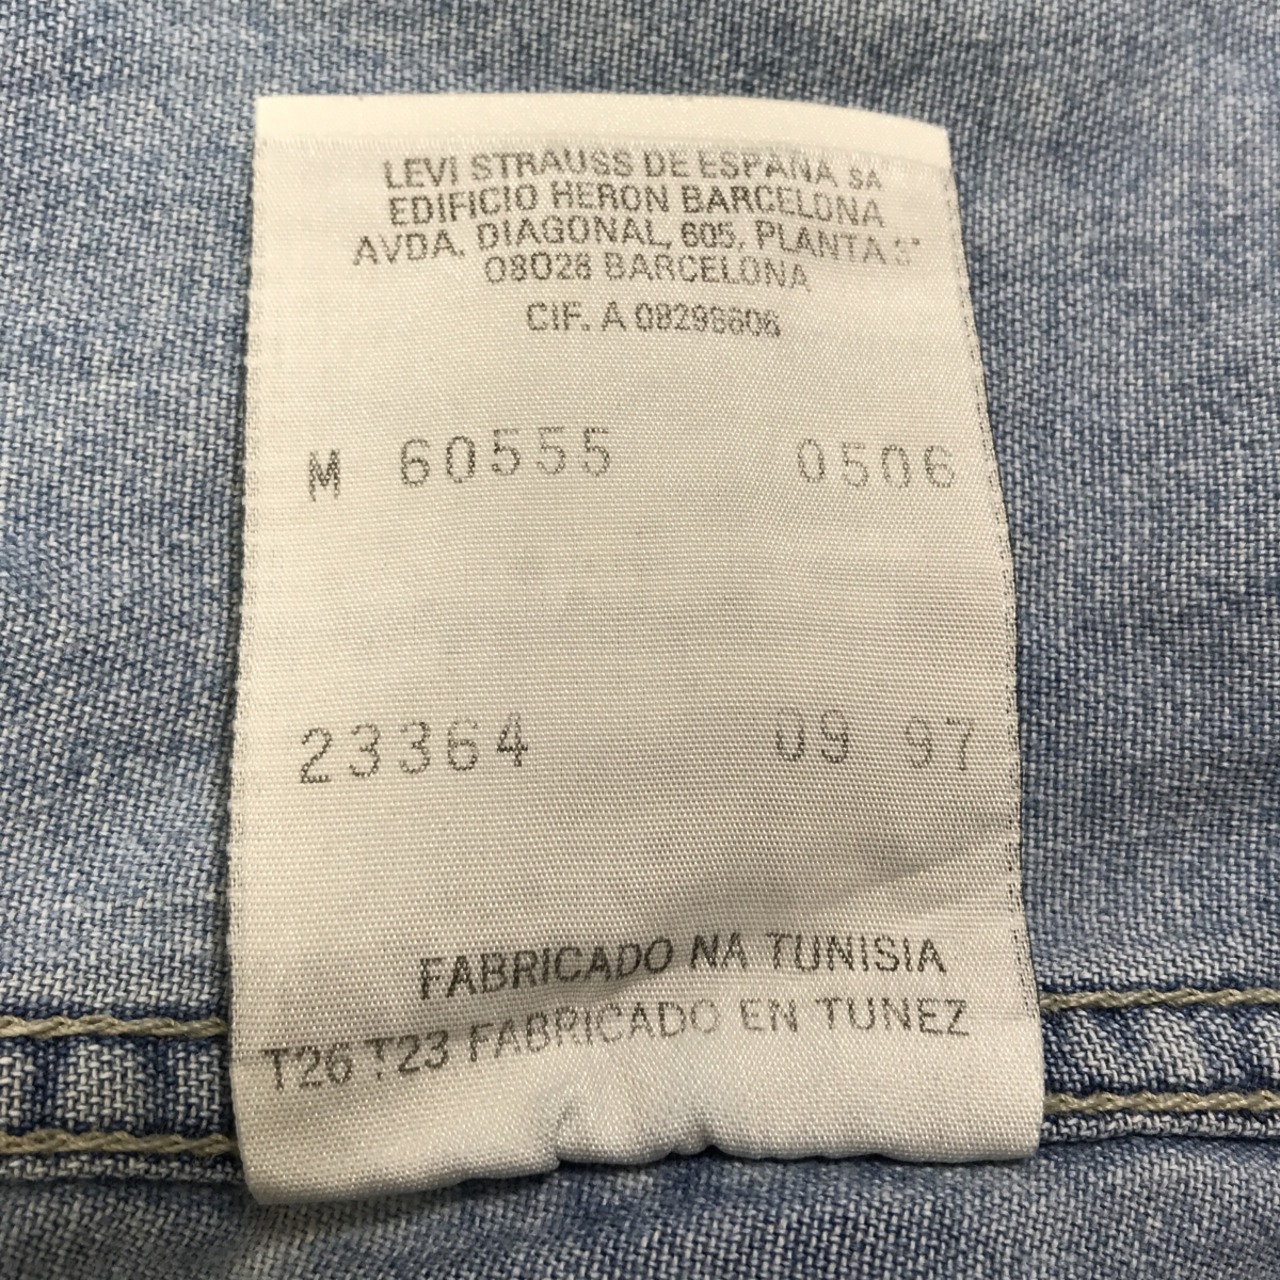 LEVI STRAUSS DE ESPAÑA SA
EDIFICIO HERON BARCELONA
AVDA. DIAGONAL, 605, PLANTA
08028 BARCELONA
CIF. A 08298606
M 60555 0506
23364 09 97
FABRICADO NA TUNISIA
T26 T23 FABRICADO EN TUNEZ